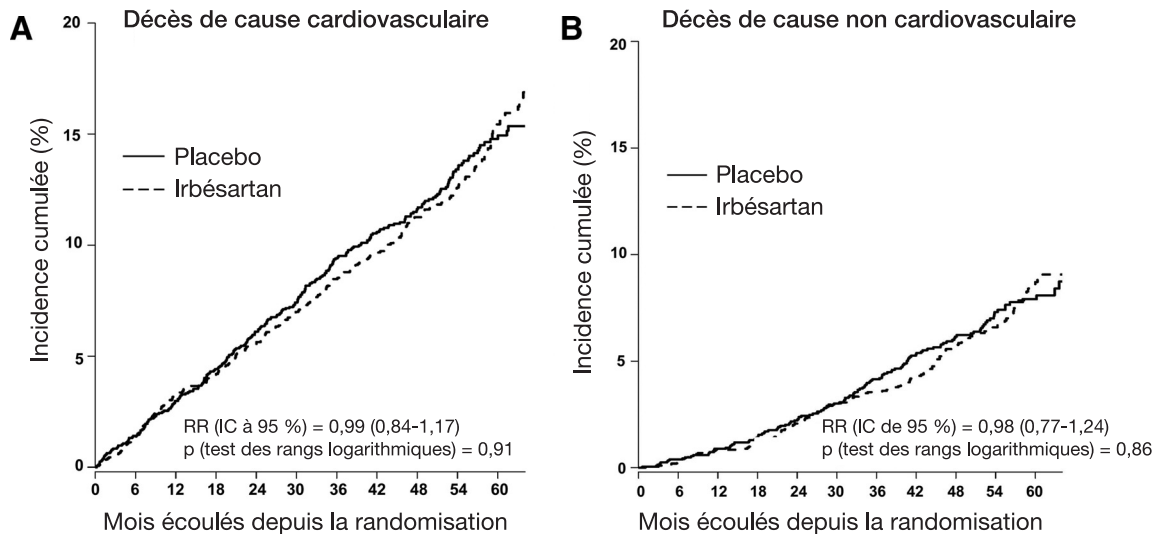 A
Décès de cause cardiovasculaire
20
15
10
5
0
Incidence cumulée (%)
Placebo
Irbésartan
RR (IC à 95 %) = 0,99 (0,84-1,17)
p (test des rangs logarithmiques) = 0,91
0 6 12 18 24 30 36 42 48 54 60
Mois écoulés depuis la randomisation
B
Décès de cause non cardiovasculaire
20
15
10
5
0
Incidence cumulée (%)
Placebo
Irbésartan
RR (IC de 95 %) = 0,98 (0,77-1,24)
p (test des rangs logarithmiques) = 0,86
0 6 12 18 24 30 36 42 48 54 60
Mois écoulés depuis la randomisation